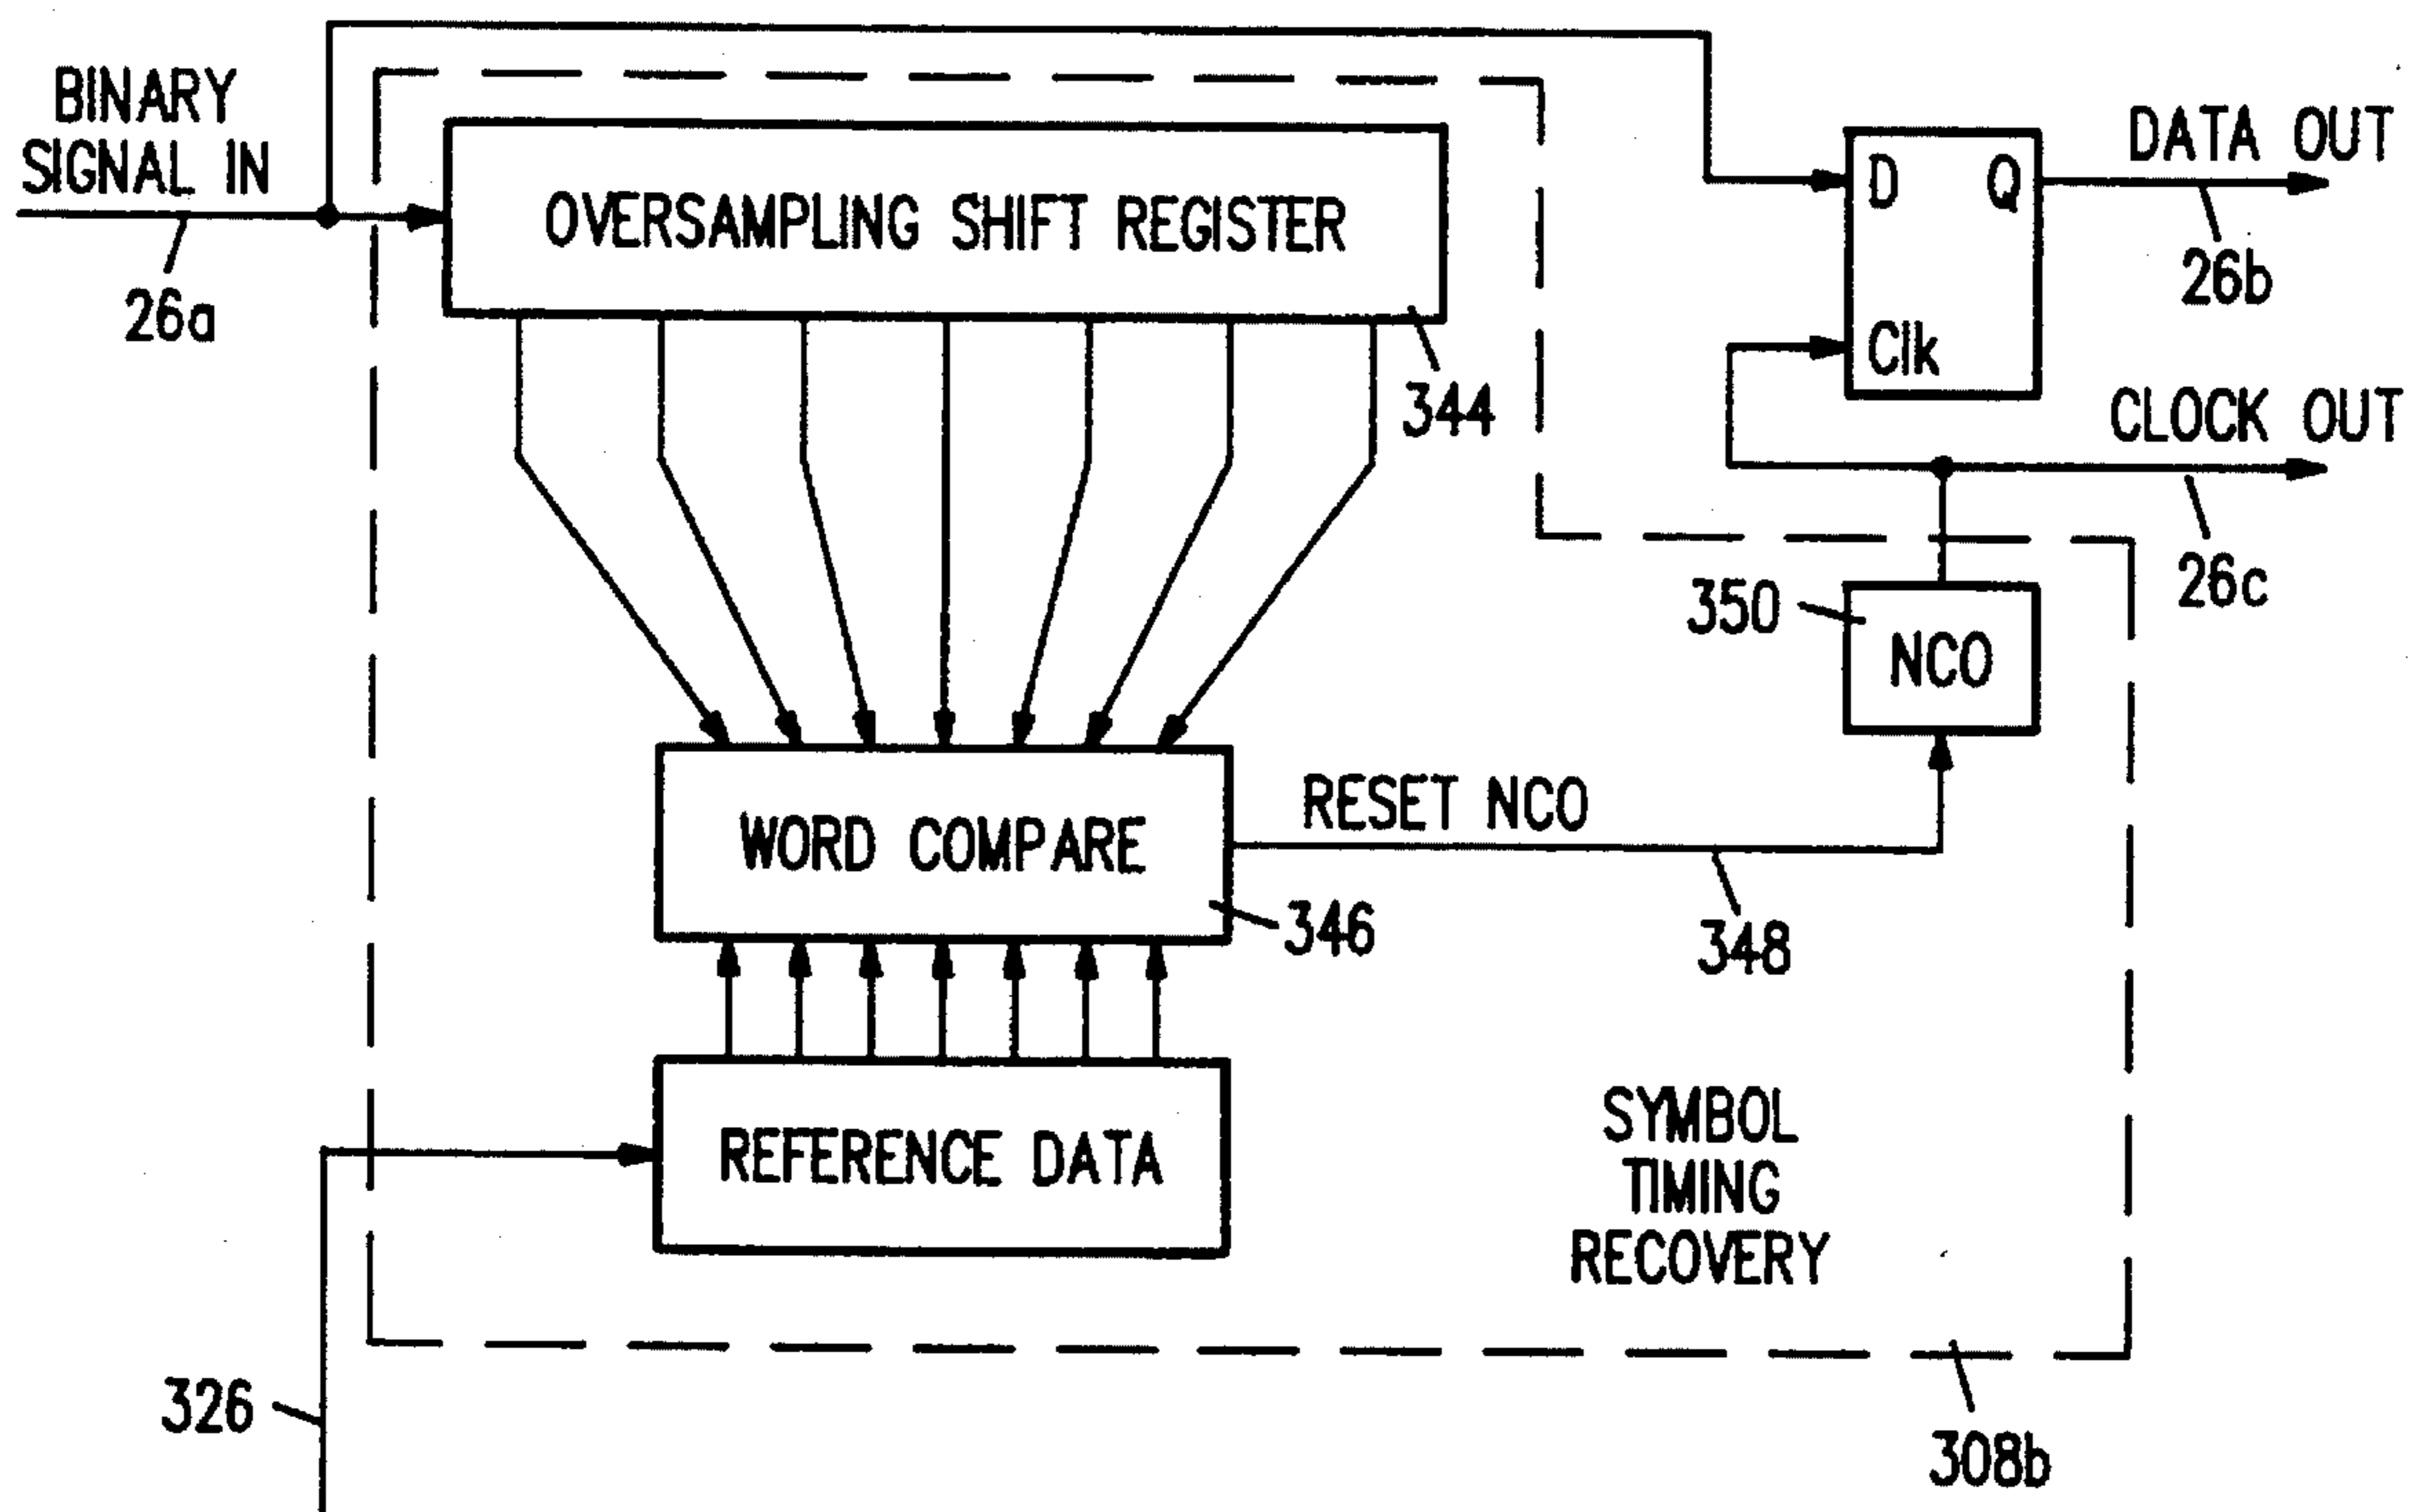 BINARY
SIGNAL IN
26a
OVERSAMPLING SHIFT REGISTER
344
D Q
Clk
DATA OUT
26b
CLOCK OUT
26c
350
NCO
WORD COMPARE
346
RESET NCO
348
REFERENCE DATA
SYMBOL
TIMING
RECOVERY
326
308b